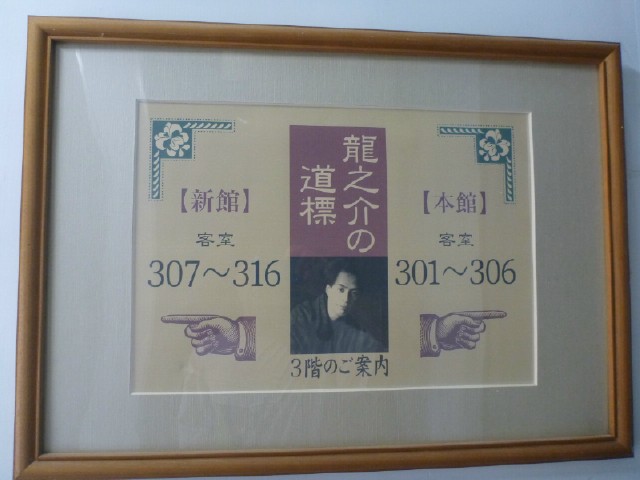 龍之介の
道標
【新館】
客室
307～316
【本館】
客室
301～306
3階のご案内